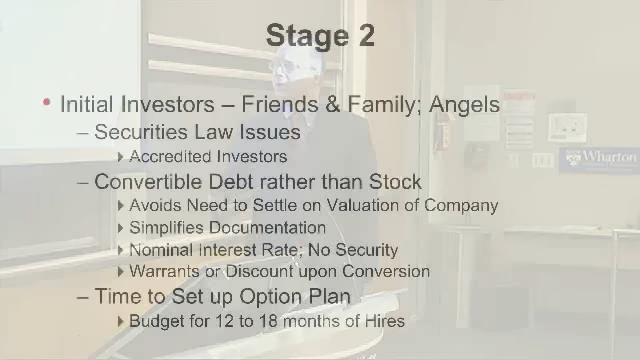 Stage 2
• Initial Investors – Friends & Family; Angels
– Securities Law Issues
Accredited Investors
– Convertible Debt rather than Stock
Avoids Need to Settle on Valuation of Company
Simplifies Documentation
Nominal Interest Rate; No Security
Warrants or Discount upon Conversion
– Time to Set up Option Plan
Budget for 12 to 18 months of Hires
Wharton